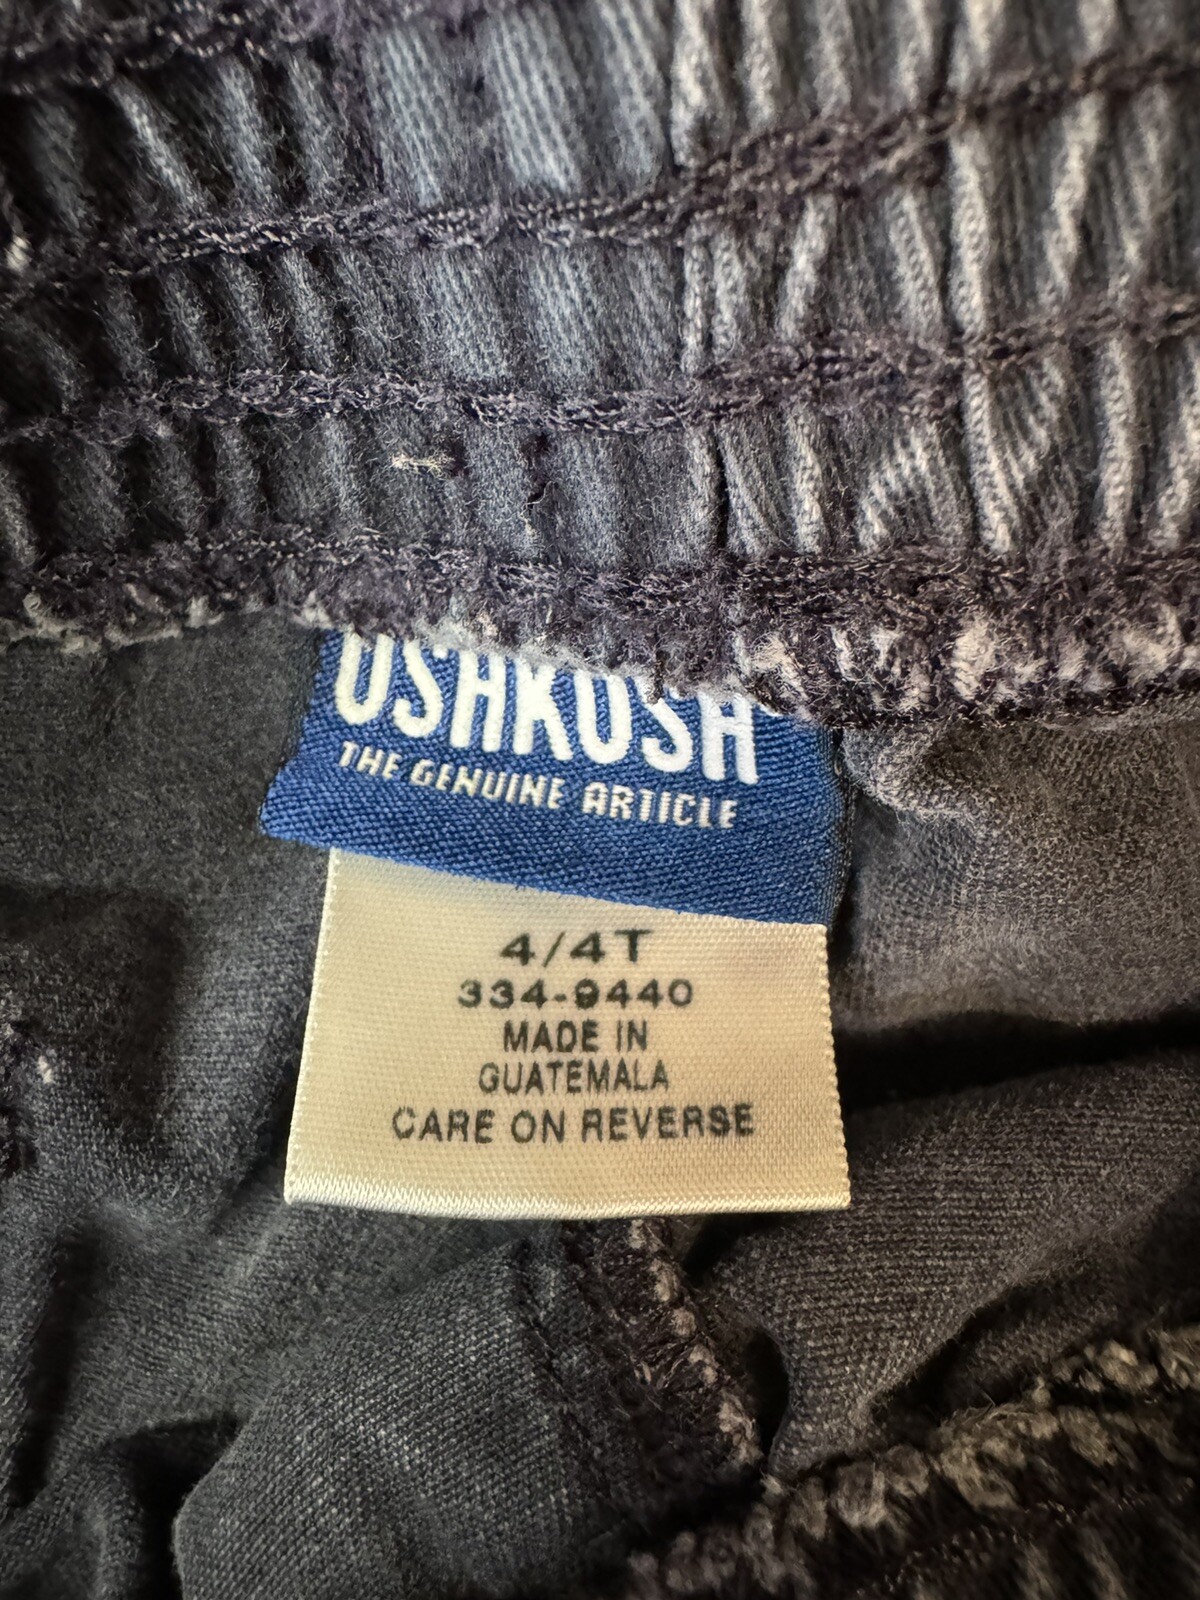 OSHKOSH
THE GENUINE ARTICLE
4/4T
334-9440
MADE IN
GUATEMALA
CARE ON REVERSE